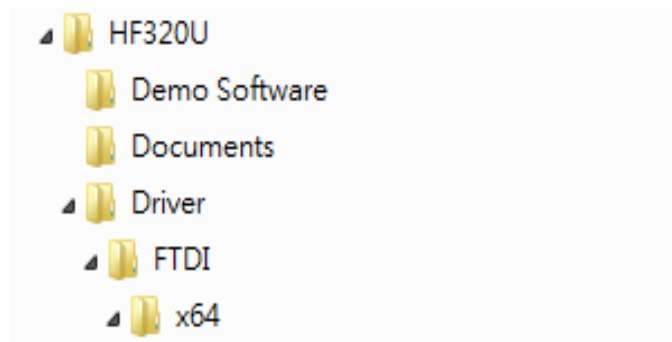 HF320U
Demo Software
Documents
Driver
FTDI
x64